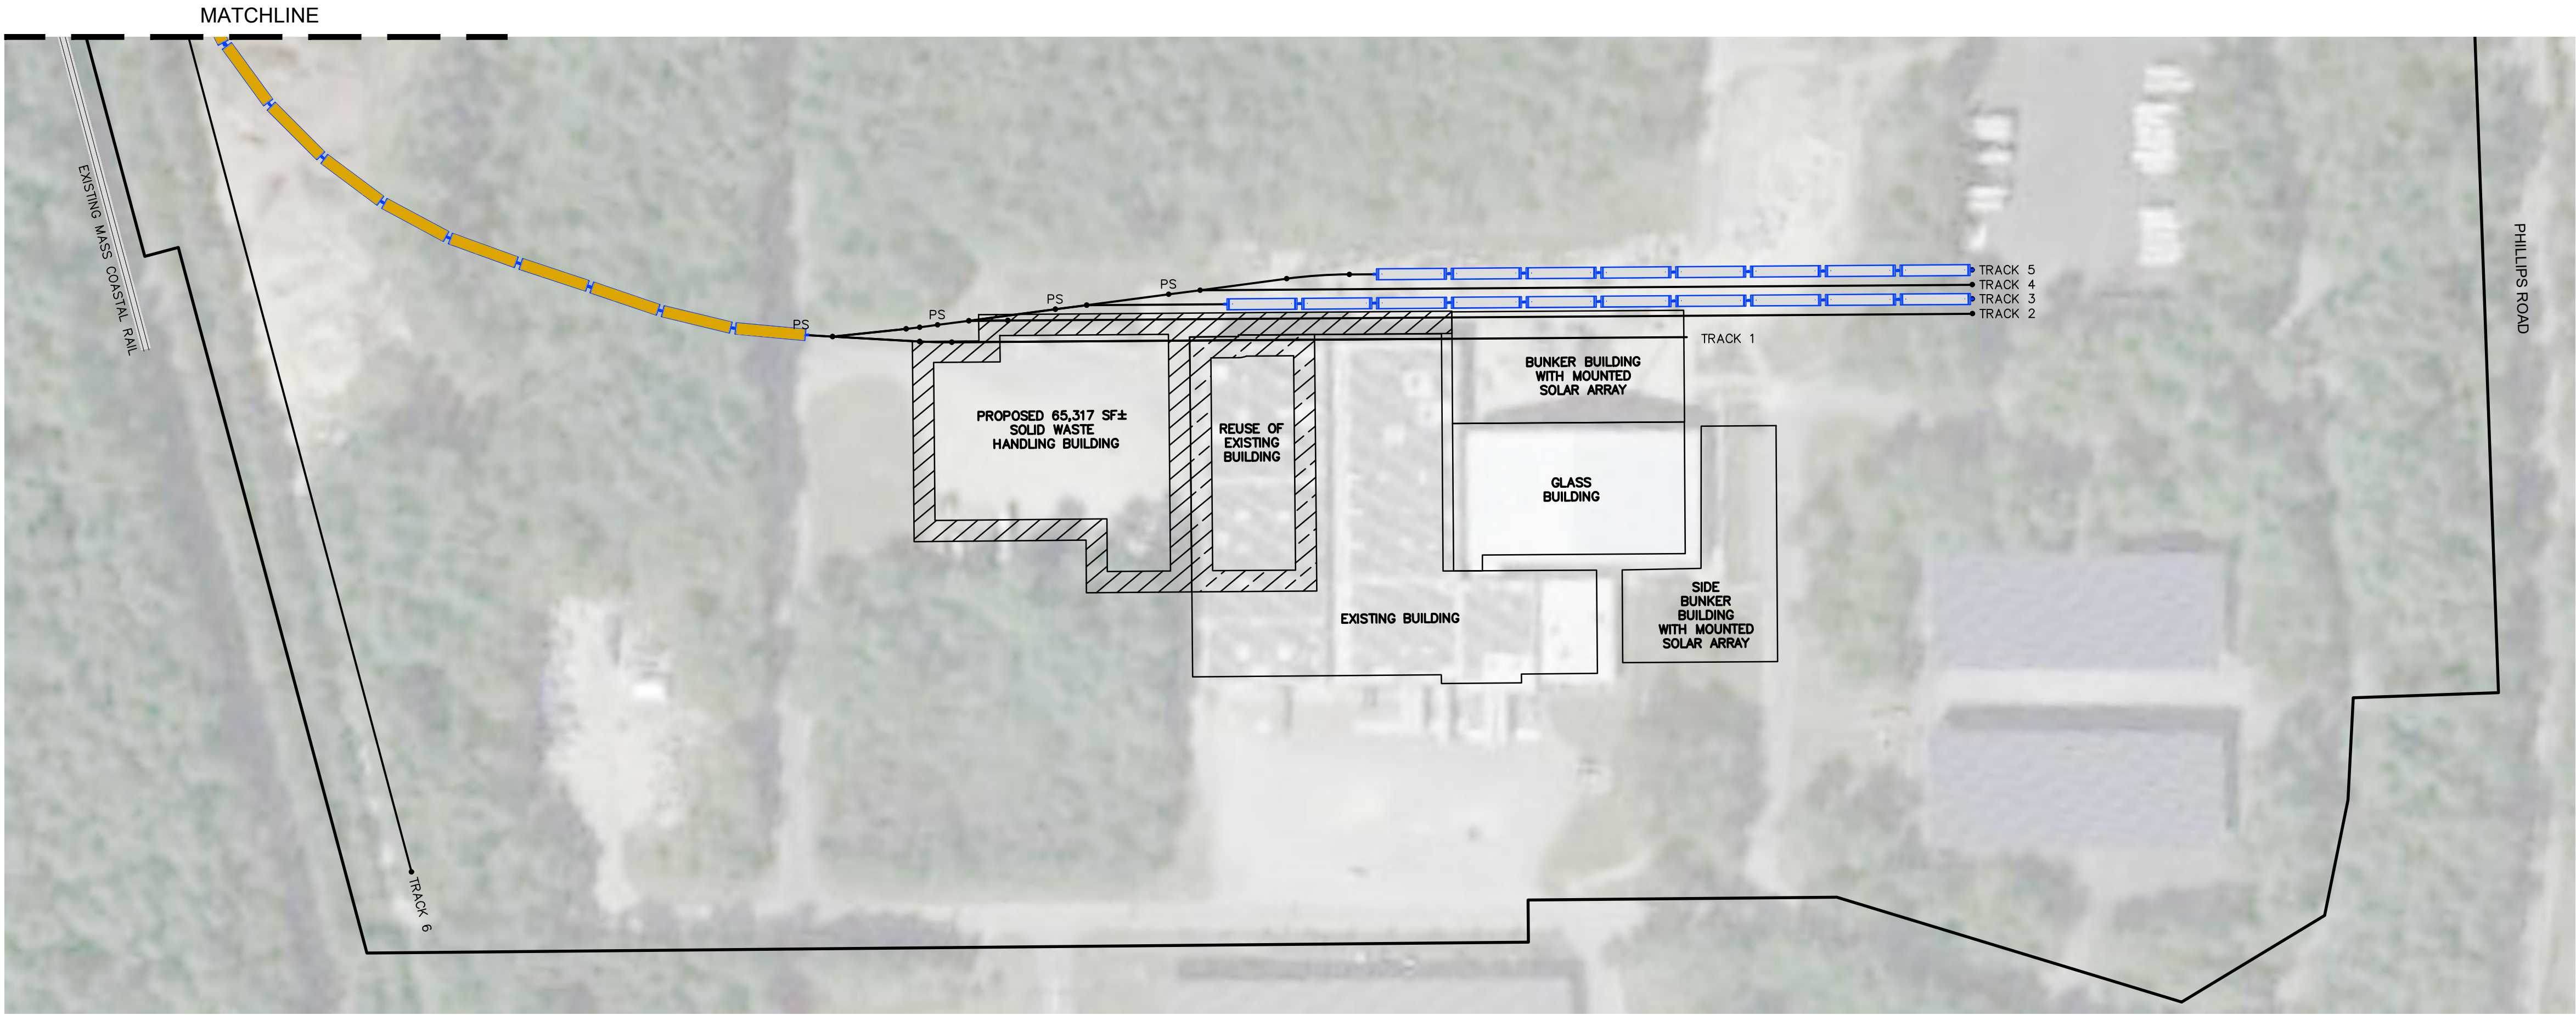 MATCHLINE
EXISTING MASS COASTAL RAIL
PHILLIPS ROAD
PS
PS
PS
PS
TRACK 5
TRACK 4
TRACK 3
TRACK 2
TRACK 1
BUNKER BUILDING
WITH MOUNTED
SOLAR ARRAY
PROPOSED 65,317 SF±
SOLID WASTE
HANDLING BUILDING
REUSE OF
EXISTING
BUILDING
GLASS
BUILDING
EXISTING BUILDING
SIDE
BUNKER
BUILDING
WITH MOUNTED
SOLAR ARRAY
TRACK 6